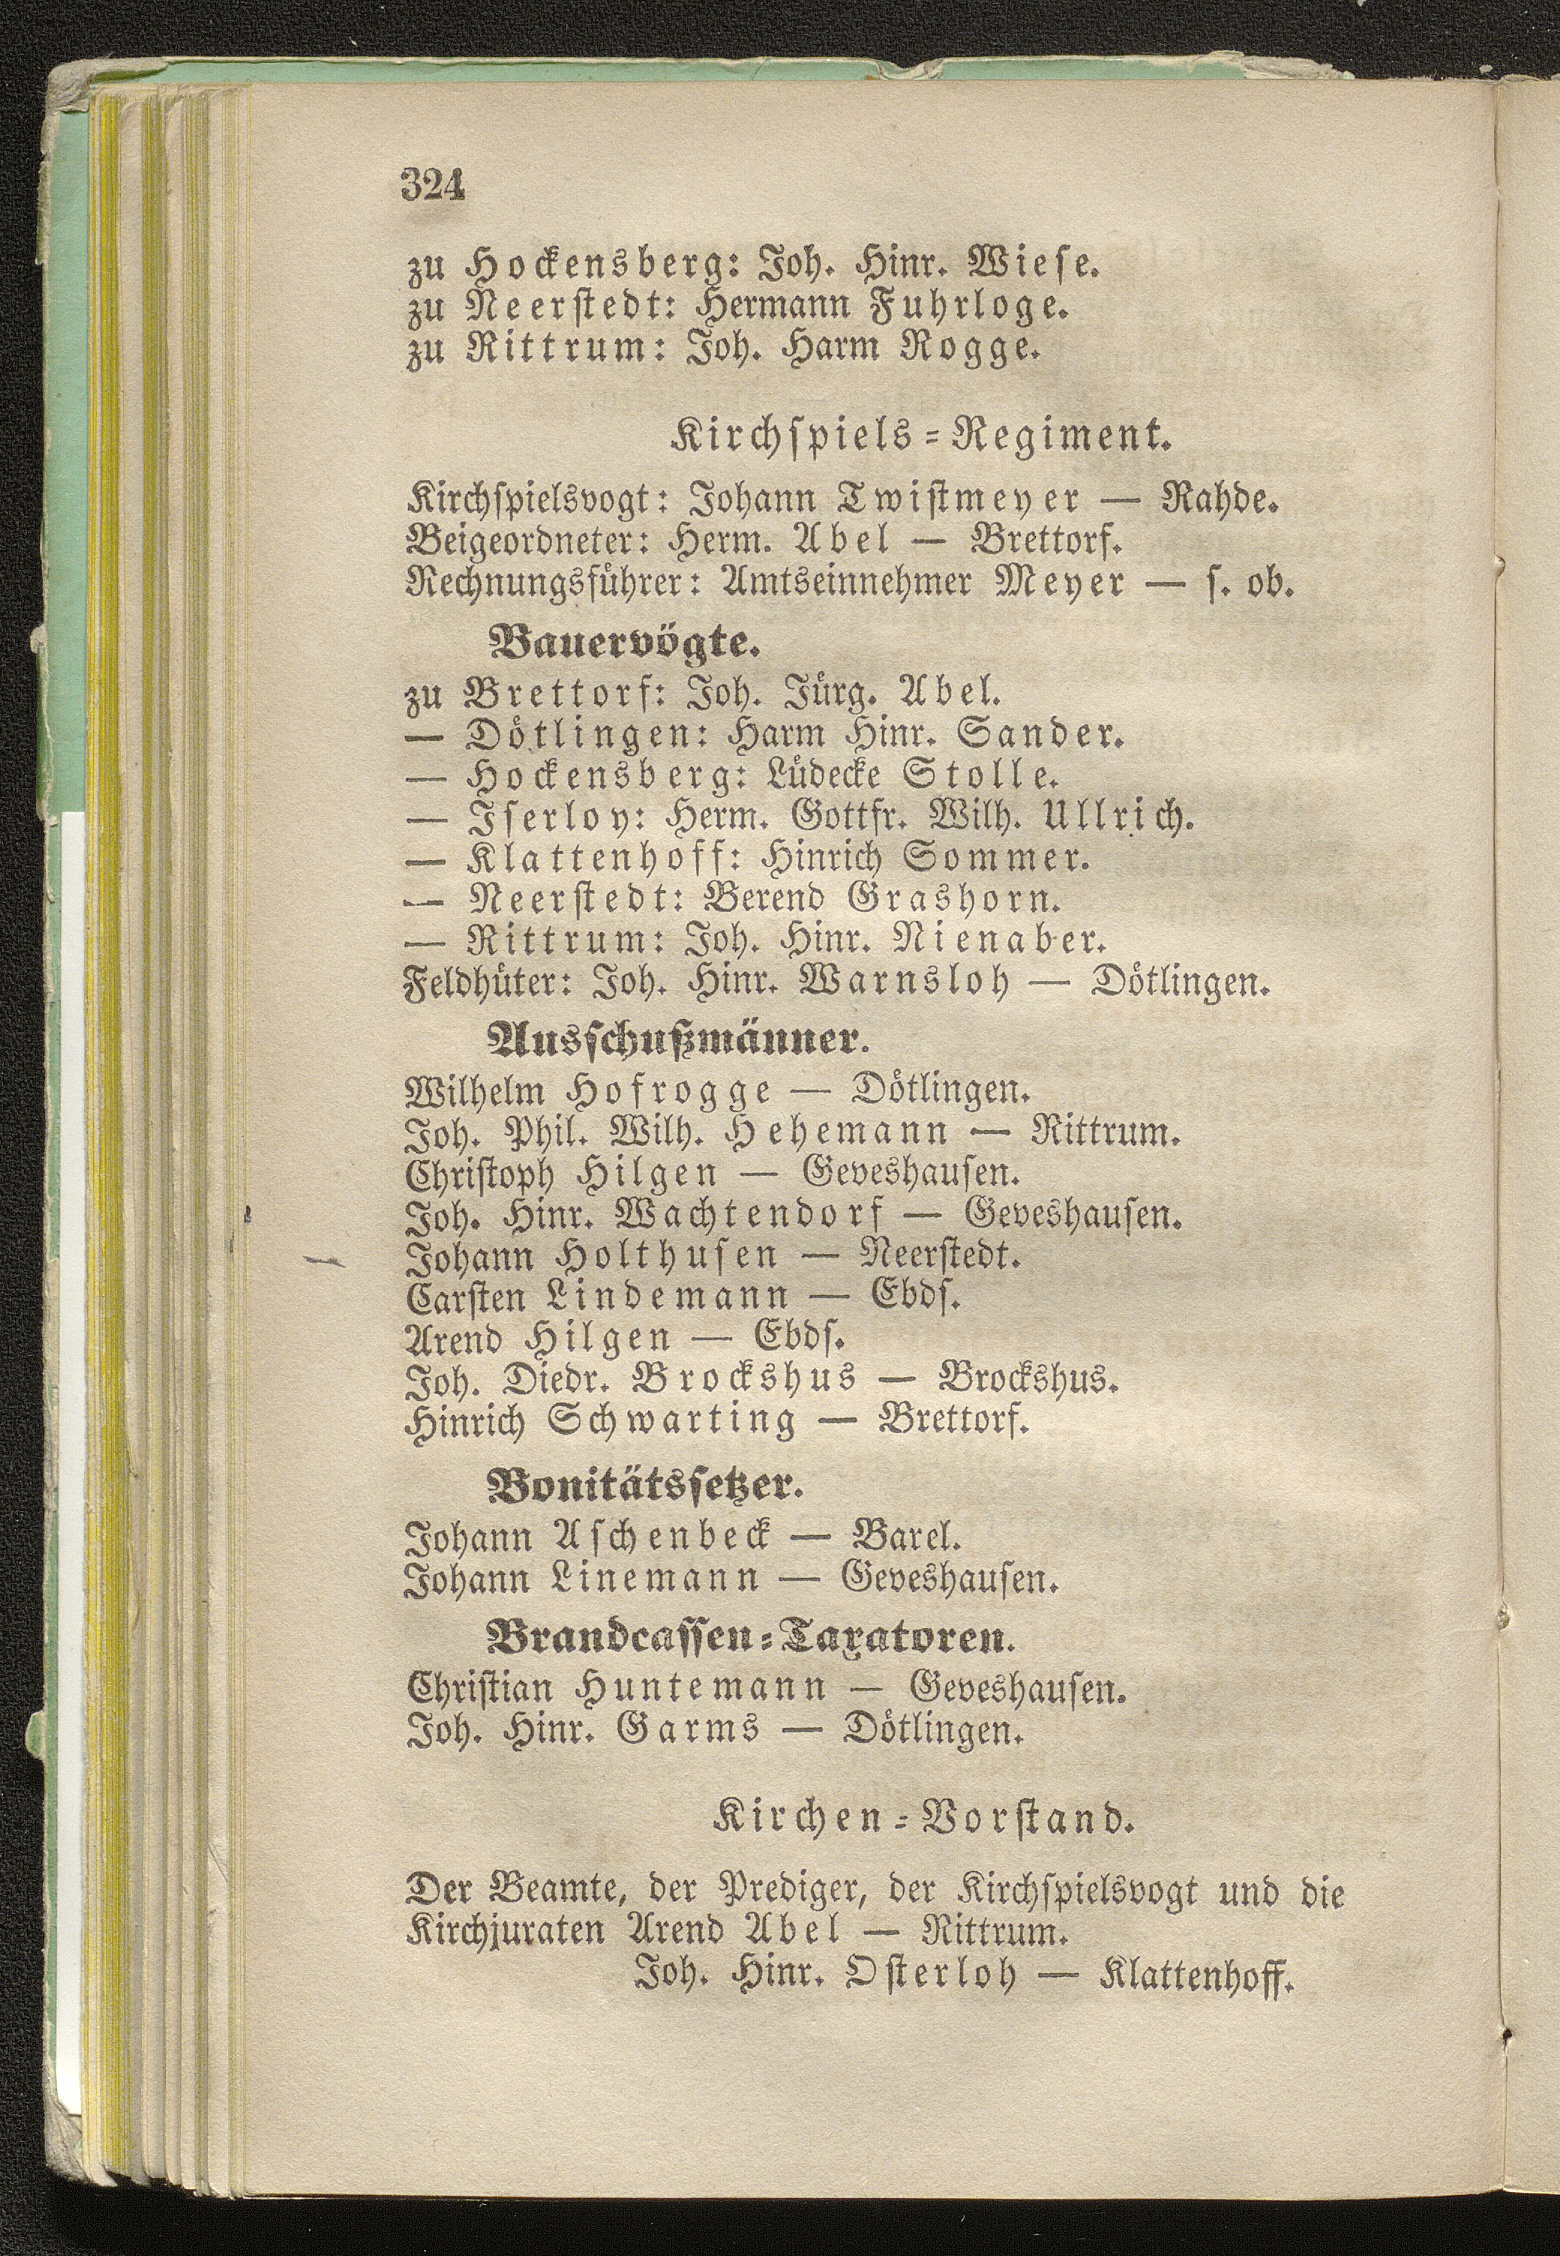 324
zu Hockensberg: Joh. Hinr. Wieſe.
zu Neerſtedt: Hermann Fuhrloge.
zu Rittrum: Joh. Harm Rogge.
Kirchſpiels=Regiment.
Kirchſpielsvogt: Johann Twiſtmeyer — Rahde.
Beigeordneter: Herm. Abel — Brettorf.
Rechnungsführer: Amtseinnehmer Meyer — ſ. ob.
Bauervögte.
zu Brettorf: Joh. Jürg. Abel.
— Dötlingen: Harm Hinr. Sander.
— Hockensberg: Lüdecke Stolle.
— Iſerloy: Herm. Gottfr. Wilh. Ullrich.
— Klattenhoff: Hinrich Sommer.
— Neerſtedt: Berend Grashorn.
— Rittrum: Joh. Hinr. Nienaber.
Feldhüter: Joh. Hinr. Warnsloh — Dötlingen.
Ausſchußmänner.
Wilhelm Hofrogge — Dötlingen.
Joh. Phil. Wilh. Hehemann — Rittrum.
Chriſtoph Hilgen — Geveshauſen.
Joh. Hinr. Wachtendorf — Geveshauſen.
Johann Holthuſen — Neerſtedt.
Carſten Lindemann — Ebdſ.
Arend Hilgen — Ebdſ.
Joh. Diedr. Brockshus — Brockshus.
Hinrich Schwarting — Brettorf.
Bonitätsſetzer.
Johann Aſchenbeck — Barel.
Johann Linemann — Geveshauſen.
Brandcaſſen=Taxatoren.
Chriſtian Huntemann — Geveshauſen.
Joh. Hinr. Garms — Dötlingen.
Kirchen=Vorſtand.
Der Beamte, der Prediger, der Kirchſpielsvogt und die
Kirchjuraten Arend Abel — Rittrum.
Joh. Hinr. Oſterloh — Klattenhoff.